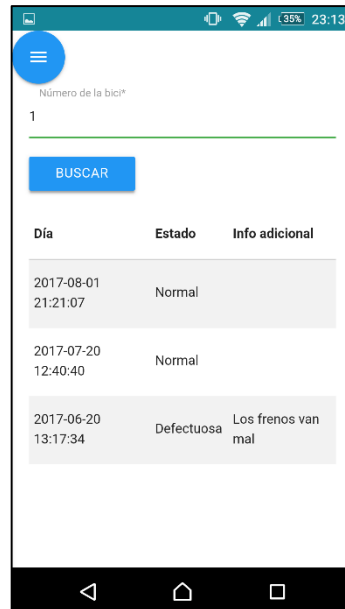 35% 23:13
Número de la bici*
1
BUSCAR
Día Estado Info adicional
2017-08-01
21:21:07 Normal
2017-07-20
12:40:40 Normal
2017-06-20
13:17:34 Defectuosa Los frenos van
mal